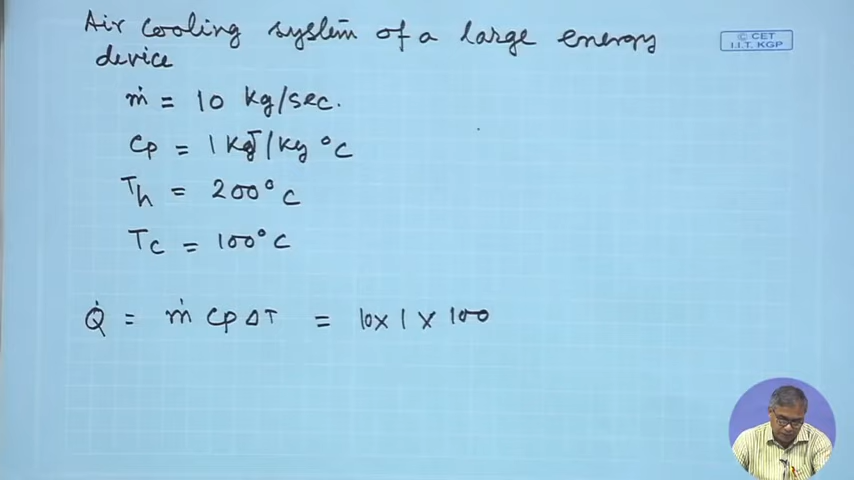 Air cooling system of a large energy
device
© CET
I.I.T. KGP
ṁ = 10 kg/sec.
Cp = 1 KJ/kg °C
Th = 200° C
Tc = 100° C
Q̇ = ṁ Cp ΔT = 10 x 1 x 100